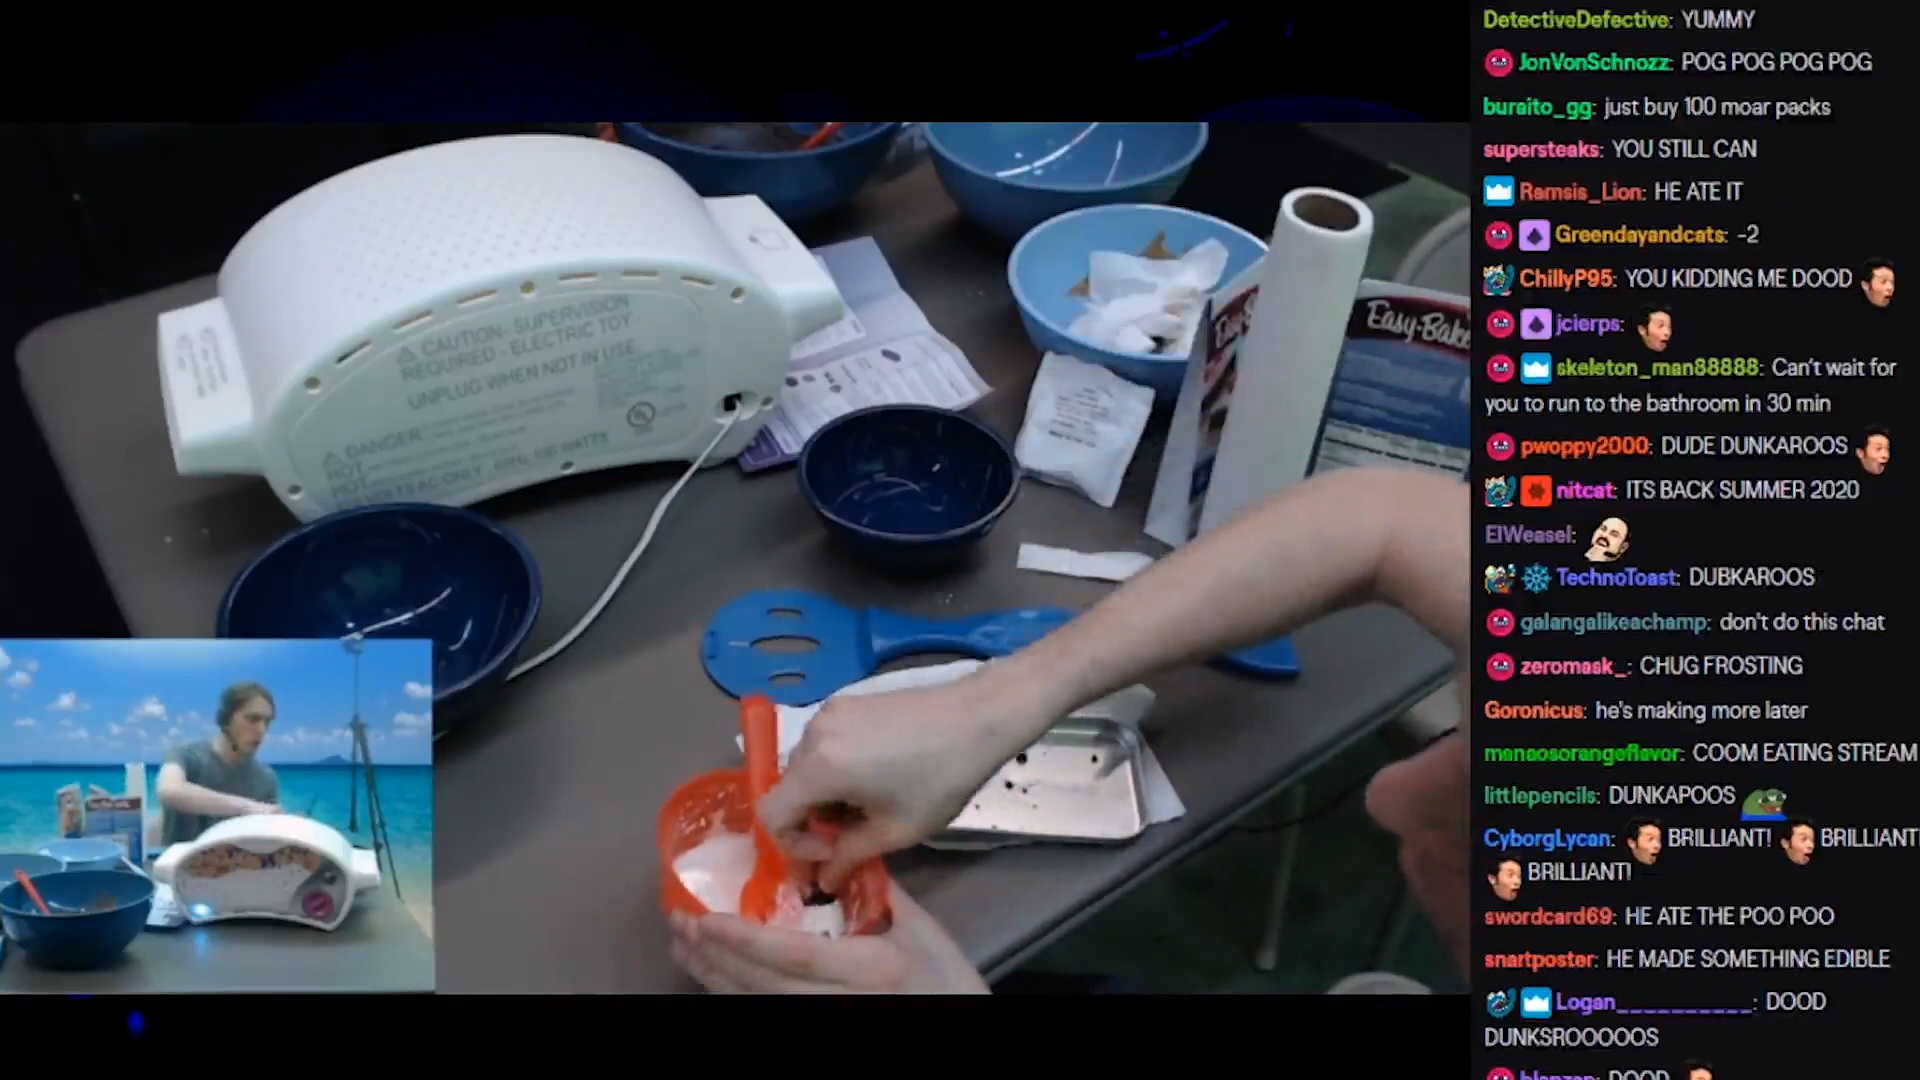 CAUTION - SUPERVISION
REQUIRED - ELECTRIC TOY
UNPLUG WHEN NOT IN USE
DANGER
HOT
HOT
Easy-Bake
DetectiveDefective: YUMMY
JonVonSchnozz: POG POG POG POG
buraito_gg: just buy 100 moar packs
supersteaks: YOU STILL CAN
Ramsis_Lion: HE ATE IT
Greendayandcats: -2
ChillyP95: YOU KIDDING ME DOOD
jcierps:
skeleton_man88888: Can't wait for
you to run to the bathroom in 30 min
pwoppy2000: DUDE DUNKAROOS
nitcat: ITS BACK SUMMER 2020
ElWeasel:
TechnoToast: DUBKAROOS
galangalikeachamp: don't do this chat
zeromask_: CHUG FROSTING
Goronicus: he's making more later
manaosorangeflavor: COOM EATING STREAM
littlepencils: DUNKAPOOS
CyborgLycan: BRILLIANT! BRILLIANT!
BRILLIANT!
swordcard69: HE ATE THE POO POO
snartposter: HE MADE SOMETHING EDIBLE
Logan__________: DOOD
DUNKSROOOOOS
DOOD